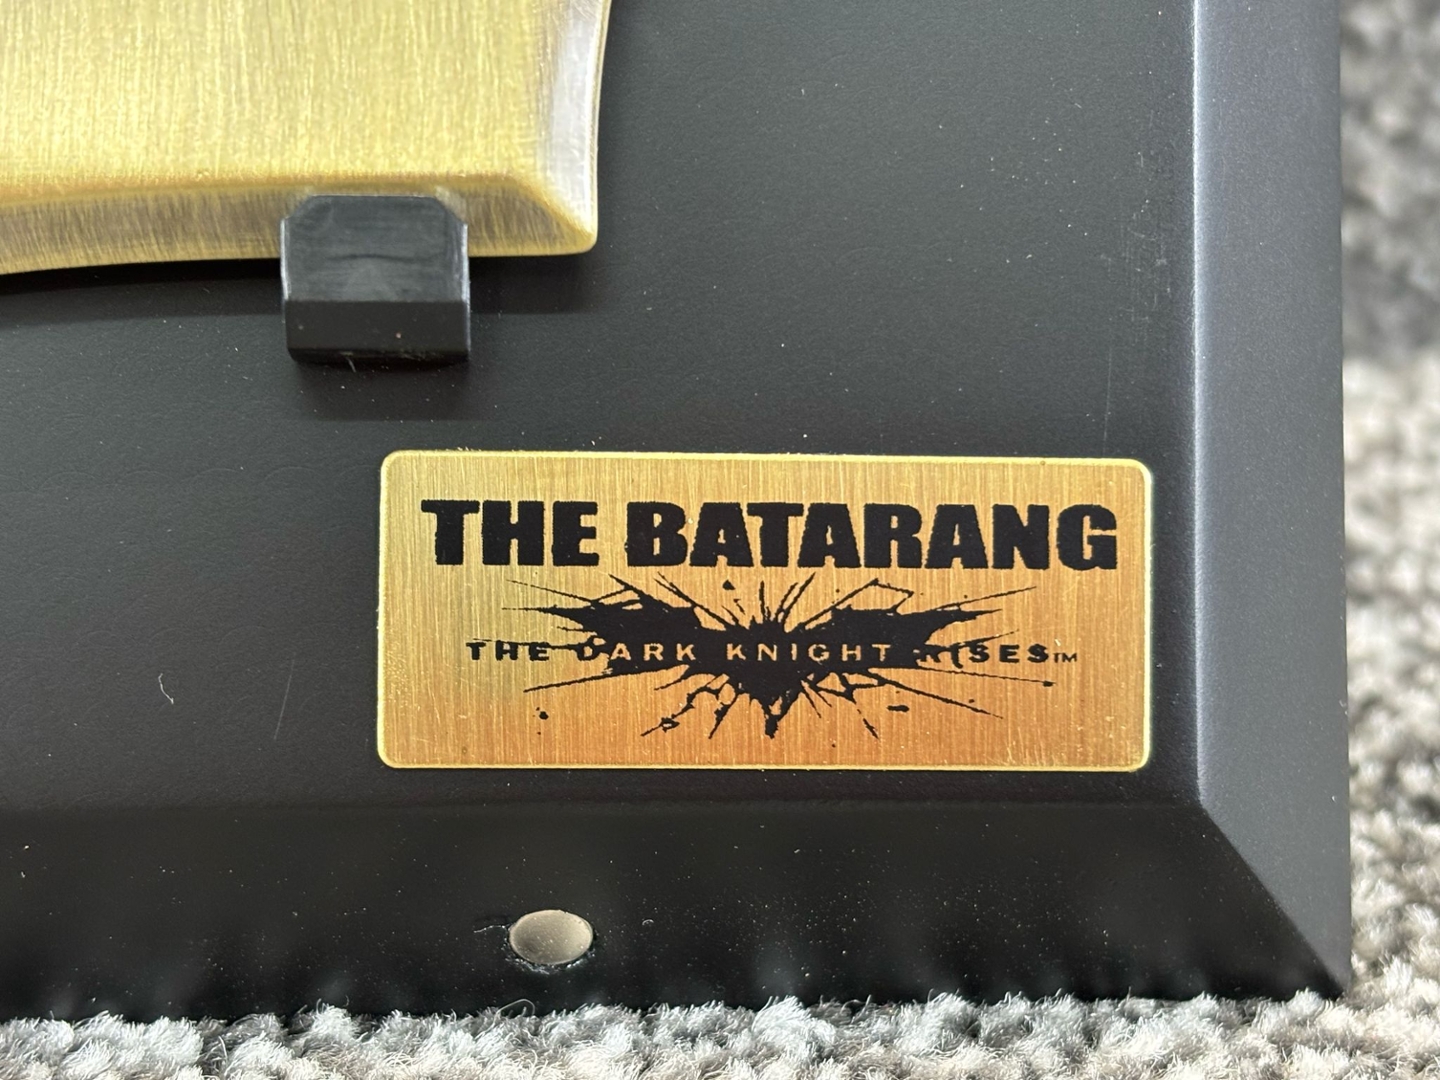 THE BATARANG
THE DARK KNIGHT RISES™